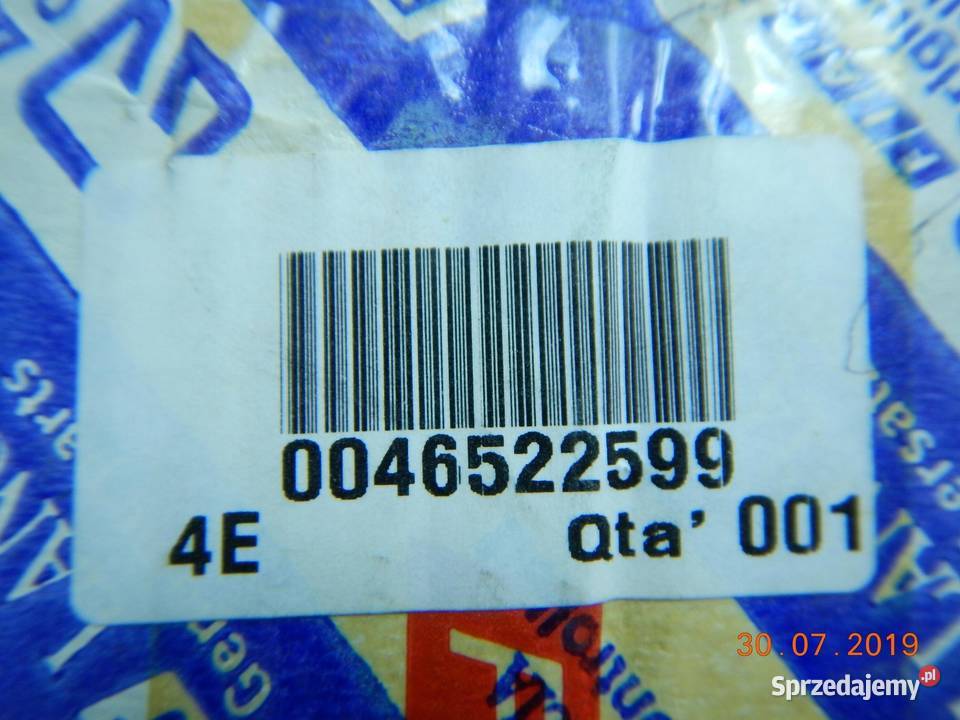 0046522599
4E Qta' 001
30.07.2019
Sprzedajemy.pl